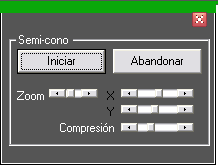 Semi-cono
Iniciar Abandonar
Zoom X
Y
Compresión